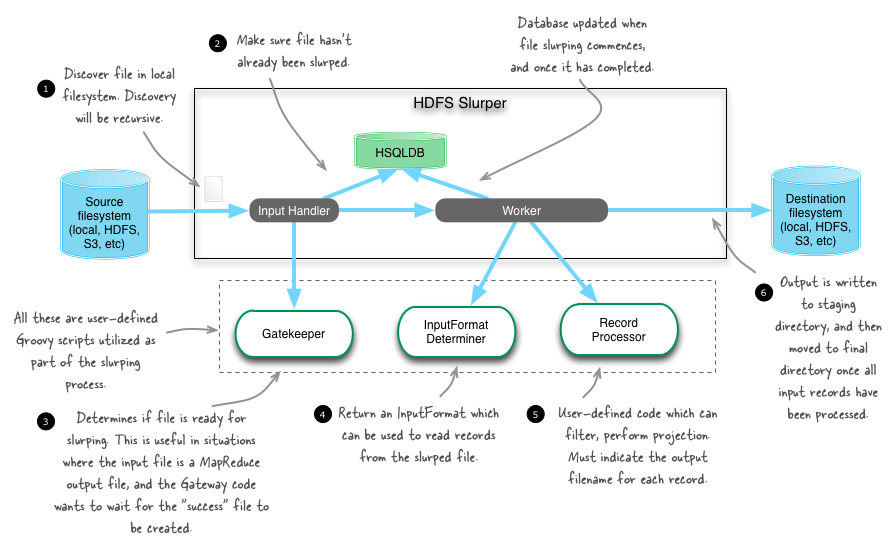 Database updated when
file slurping commences,
and once it has completed.
2
Make sure file hasn't
already been slurped.
1
Discover file in local
filesystem. Discovery
will be recursive.
HDFS Slurper
HSQLDB
Source
filesystem
(local, HDFS,
S3, etc)
Input Handler
Worker
Destination
filesystem
(local, HDFS,
S3, etc)
All these are user-defined
Groovy scripts utilized as
part of the slurping
process.
Gatekeeper
InputFormat
Determiner
Record
Processor
6
Output is written
to staging
directory, and then
moved to final
directory once all
input records have
been processed.
3
Determines if file is ready for
slurping. This is useful in situations
where the input file is a MapReduce
output file, and the Gateway code
wants to wait for the "success" file to
be created.
4
Return an InputFormat which
can be used to read records
from the slurped file.
5
User-defined code which can
filter, perform projection.
Must indicate the output
filename for each record.